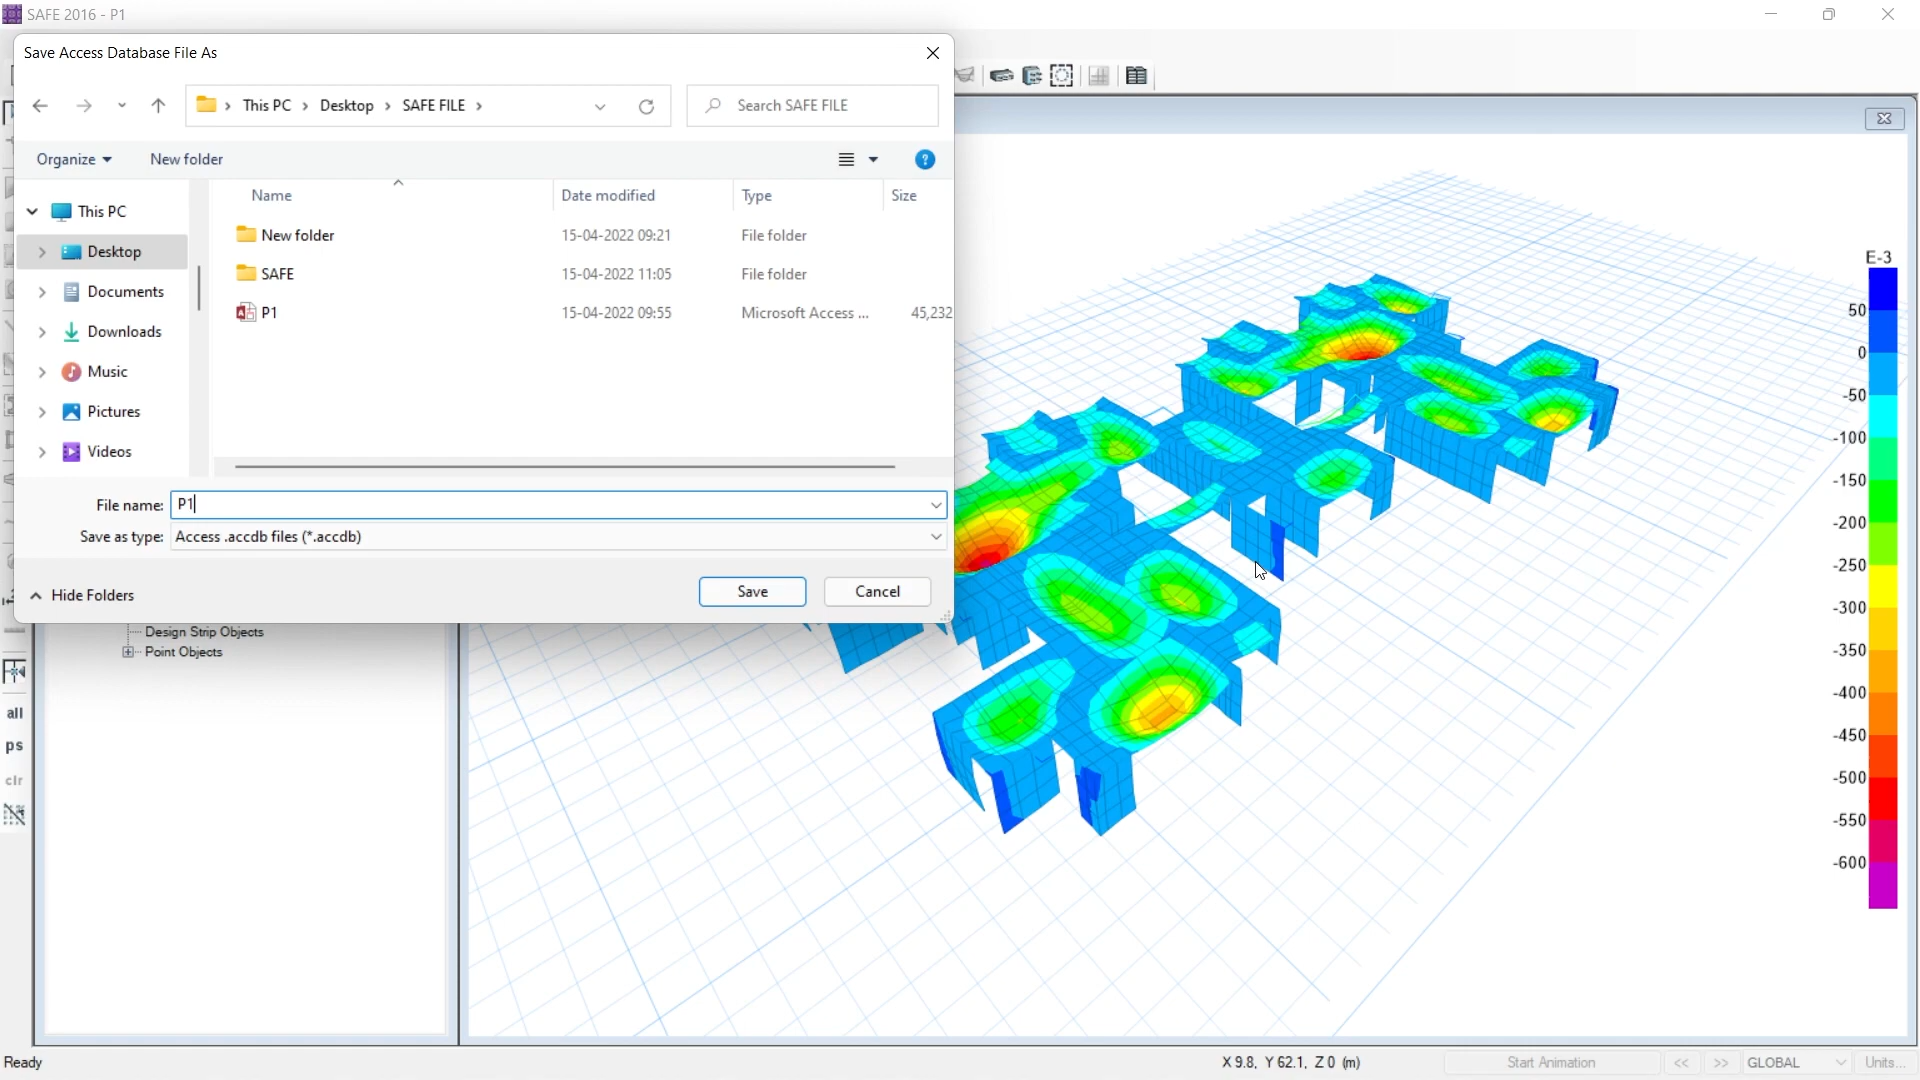 SAFE 2016 - P1
Save Access Database File As
This PC > Desktop > SAFE FILE >
Search SAFE FILE
Organize
New folder
?
Name
Date modified
Type
Size
This PC
Desktop
Documents
Downloads
Music
Pictures
Videos
New folder 15-04-2022 09:21 File folder
SAFE 15-04-2022 11:05 File folder
P1 15-04-2022 09:55 Microsoft Access ... 45,232
File name: P1
Save as type: Access .accdb files (*.accdb)
Hide Folders
Save
Cancel
Design Strip Objects
Point Objects
all
ps
clr
E-3
50
0
-50
-100
-150
-200
-250
-300
-350
-400
-450
-500
-550
-600
Ready
X 9.8, Y 62.1, Z 0 (m)
Start Animation
<<
>>
GLOBAL
Units...